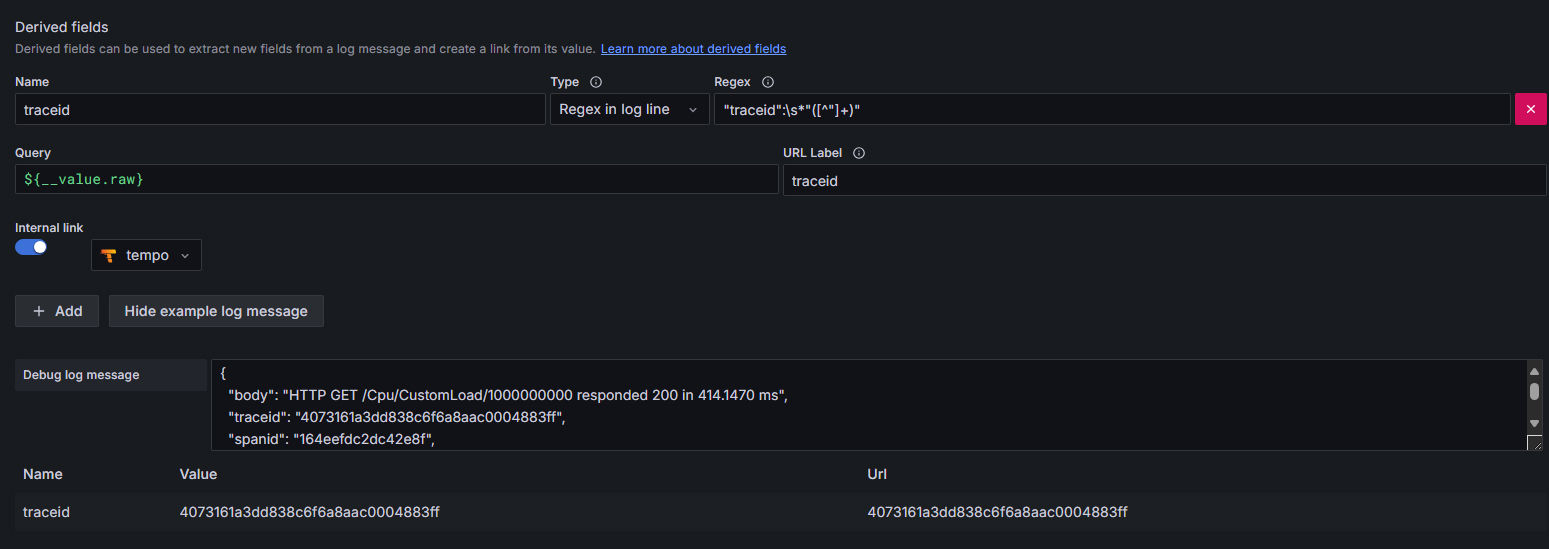 Derived fields
Derived fields can be used to extract new fields from a log message and create a link from its value. Learn more about derived fields
Name Type Regex
traceid Regex in log line "traceid":\s*"([^"]+)"
Query URL Label
${__value.raw} traceid
Internal link
tempo
+ Add Hide example log message
Debug log message {
"body": "HTTP GET /Cpu/CustomLoad/1000000000 responded 200 in 414.1470 ms",
"traceid": "4073161a3dd838c6f6a8aac0004883ff",
"spanid": "164eefdc2dc42e8f",
Name Value Url
traceid 4073161a3dd838c6f6a8aac0004883ff 4073161a3dd838c6f6a8aac0004883ff